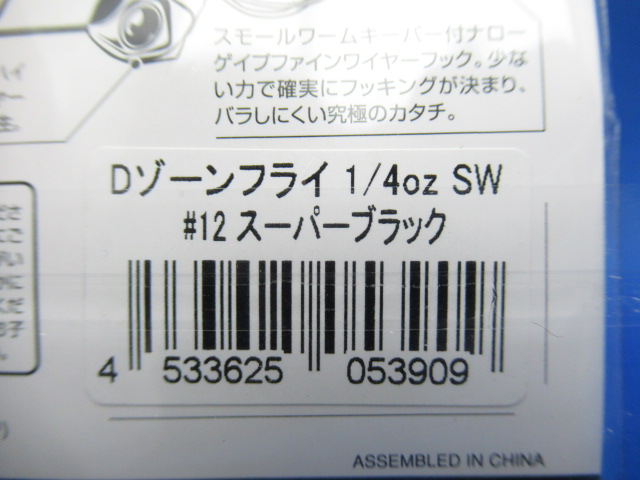 スモールワームキーパー付ナロー
ゲイプファインワイヤーフック。少な
い力で確実にフッキングが決まり、
バラしにくい究極のカタチ。
Dゾーンフライ 1/4oz SW
#12 スーパーブラック
4 533625 053909
ASSEMBLED IN CHINA